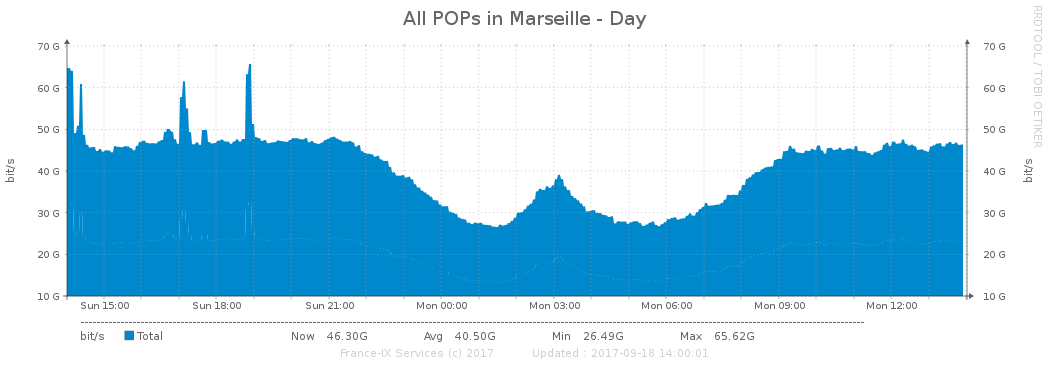 All POPs in Marseille - Day
RRDTOOL / TOBI OETIKER
bit/s
70 G 70 G
60 G 60 G
50 G 50 G
40 G 40 G
30 G 30 G
20 G 20 G
10 G 10 G
bit/s
Sun 15:00 Sun 18:00 Sun 21:00 Mon 00:00 Mon 03:00 Mon 06:00 Mon 09:00 Mon 12:00
bit/s Total Now 46.30G Avg 40.50G Min 26.49G Max 65.62G
France-IX Services (c) 2017 Updated : 2017-09-18 14:00:01